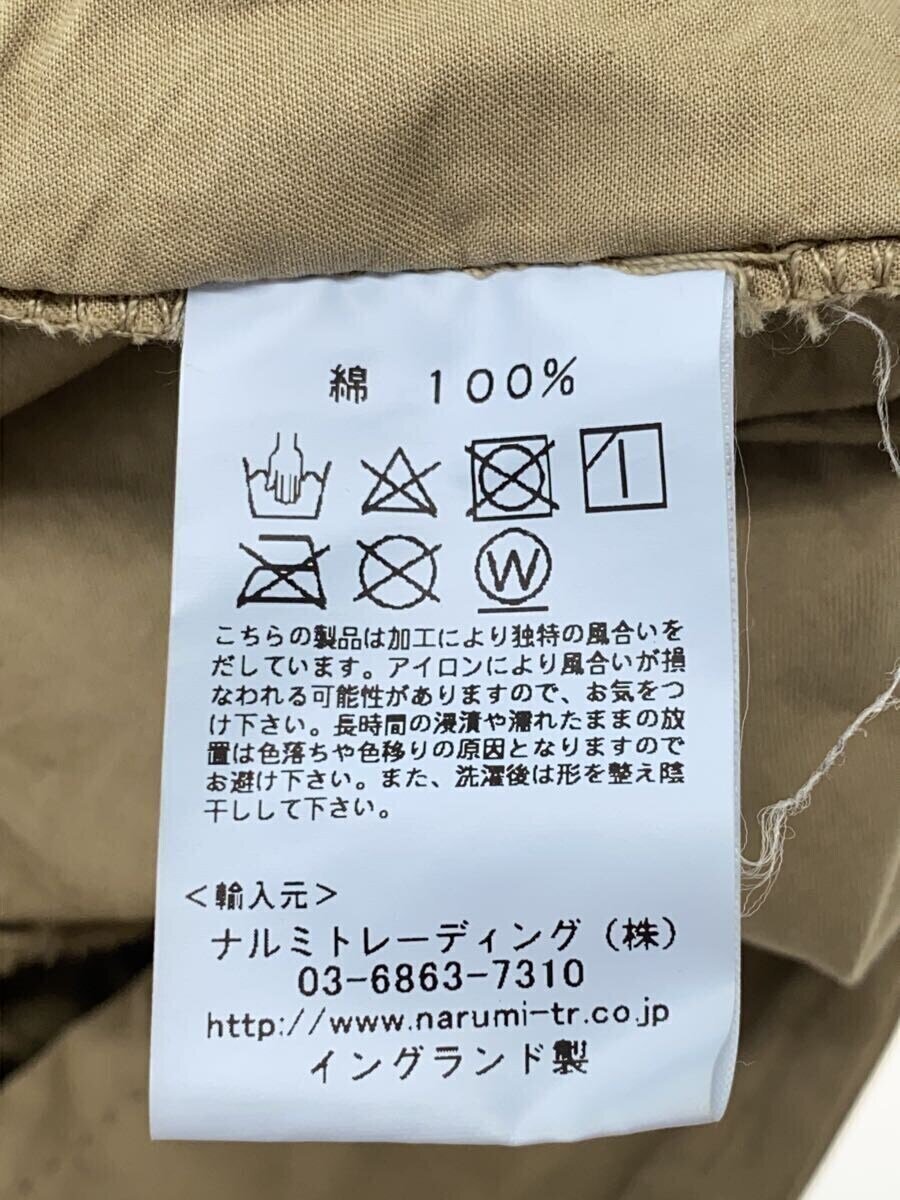 綿 100%
W
こちらの製品は加工により独特の風合いを
だしています。アイロンにより風合いが損
なわれる可能性がありますので、お気をつ
け下さい。長時間の浸漬や濡れたままの放
置は色落ちや色移りの原因となりますので
お避け下さい。また、洗濯後は形を整え陰
干しして下さい。
<輸入元>
ナルミトレーディング(株)
03-6863-7310
http://www.narumi-tr.co.jp
イングランド製